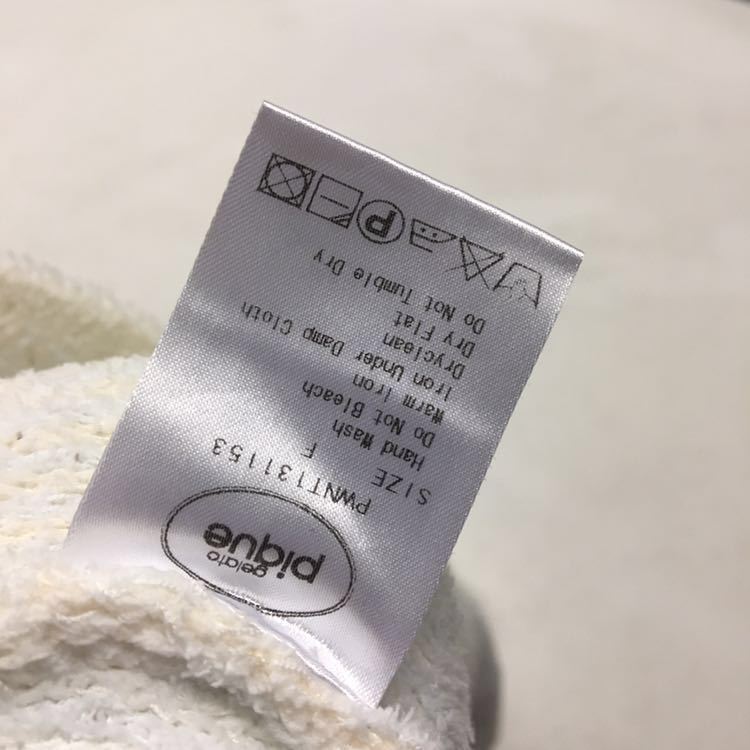 gelato
pique
PWNT131153
SIZE F
Hand Wash
Do Not Bleach
Warm Iron
Iron Under Damp Cloth
Dryclean
Dry Flat
Do Not Tumble Dry
P